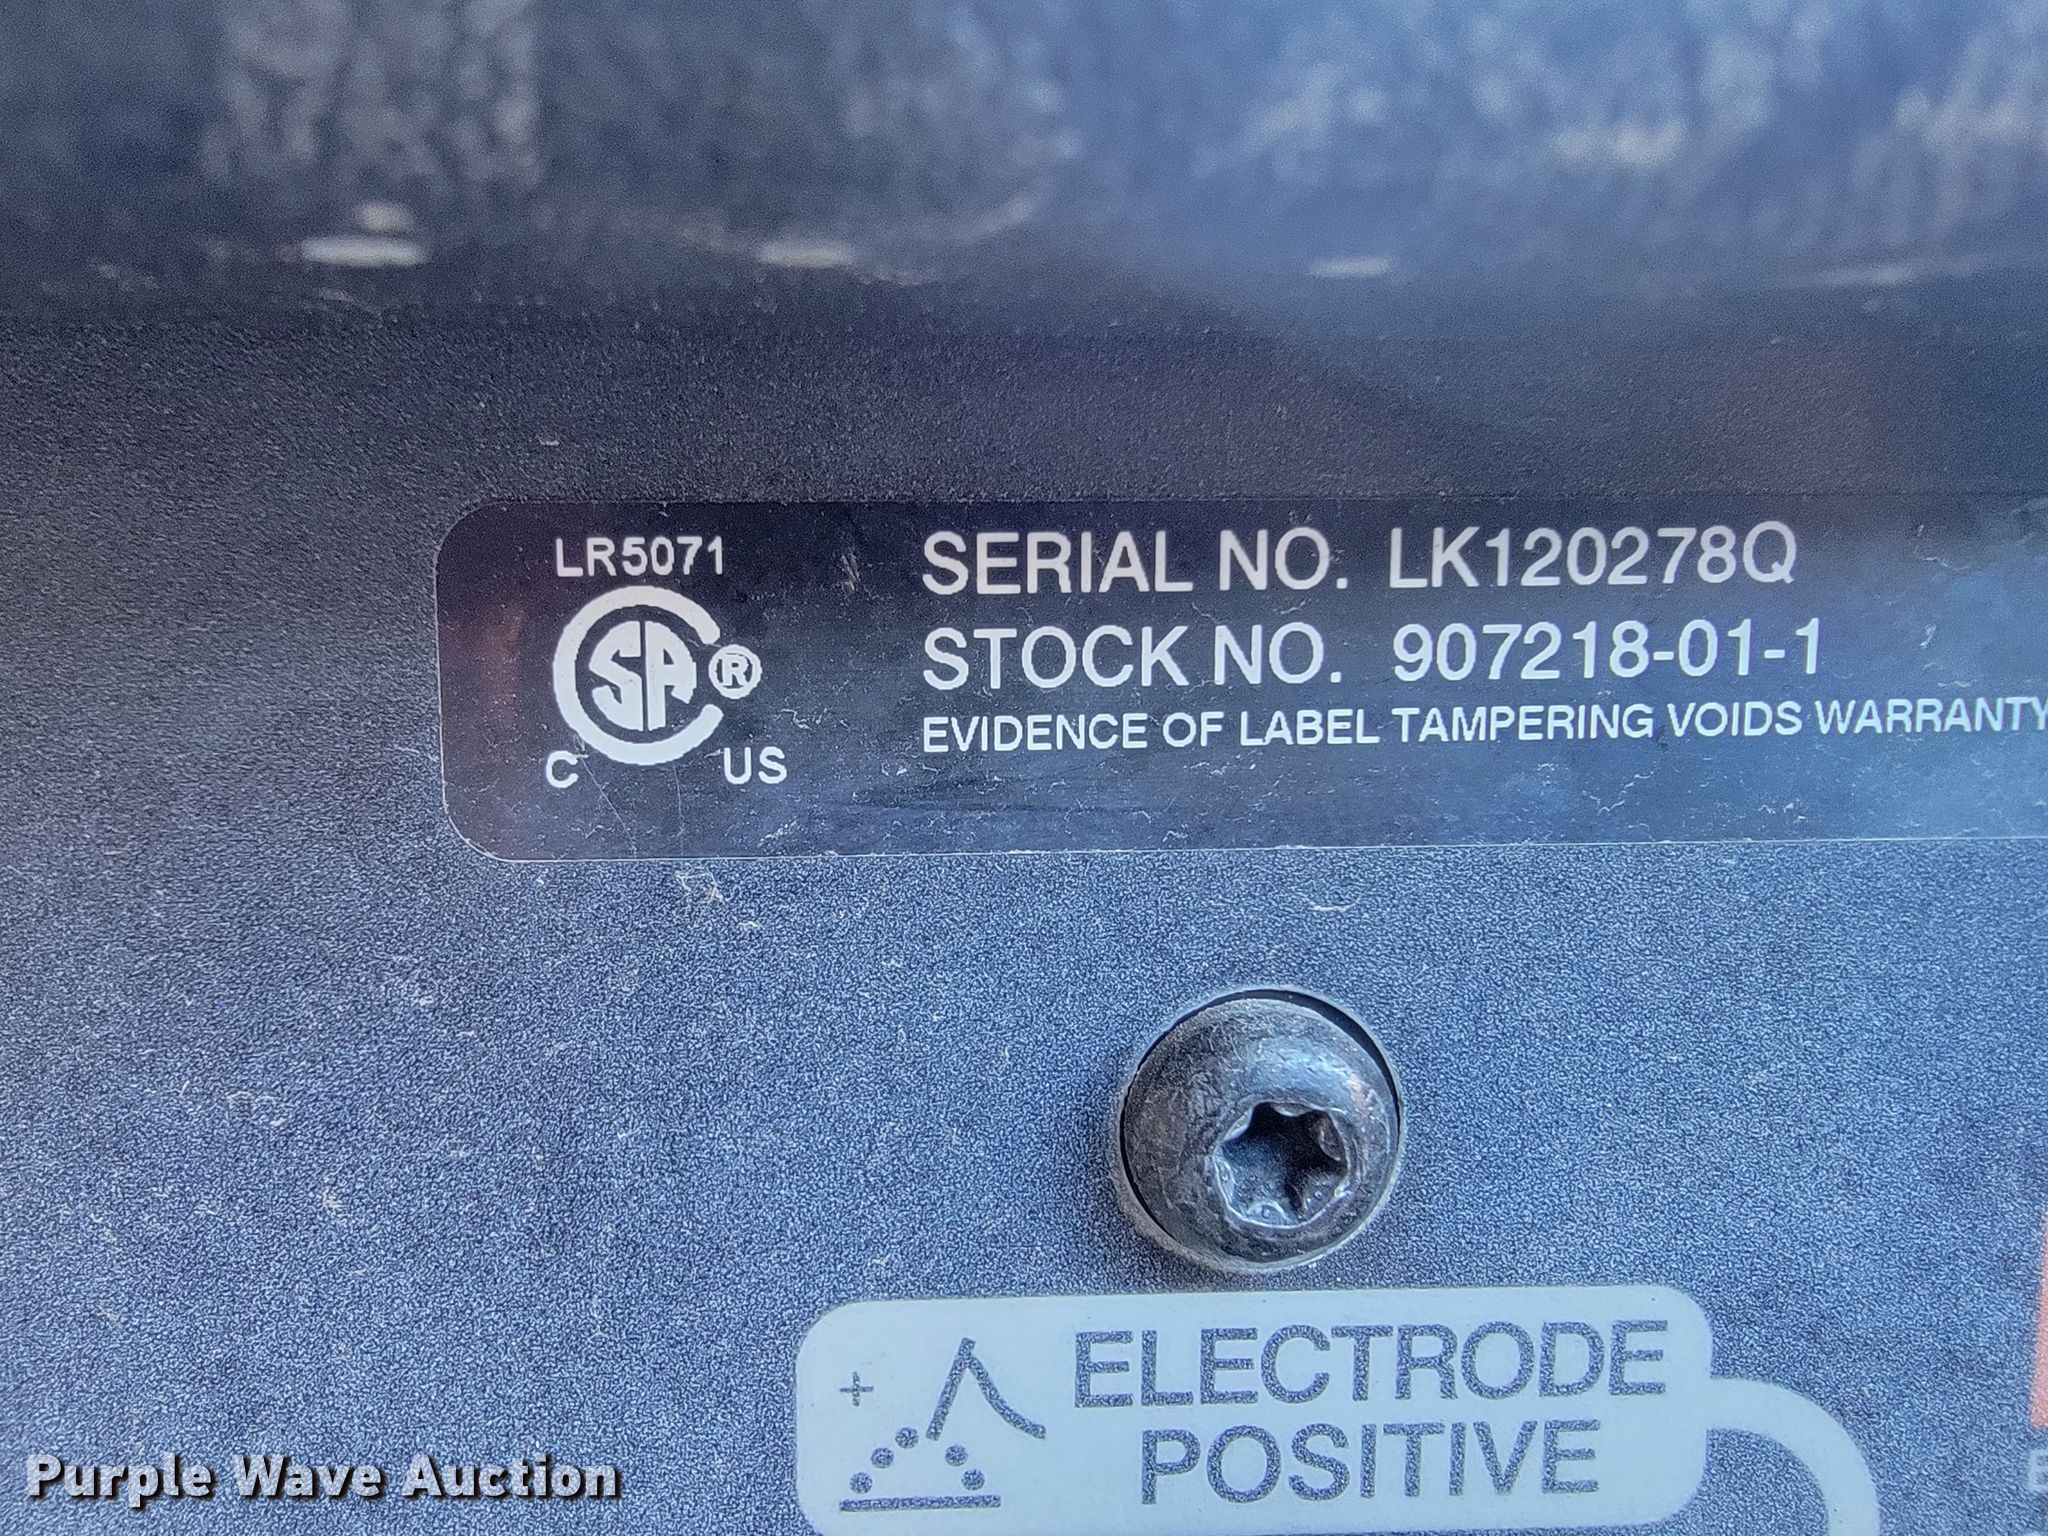 LR5071
SA ®
C US
SERIAL NO. LK120278Q
STOCK NO. 907218-01-1
EVIDENCE OF LABEL TAMPERING VOIDS WARRANTY
+ ELECTRODE
POSITIVE
Purple Wave Auction